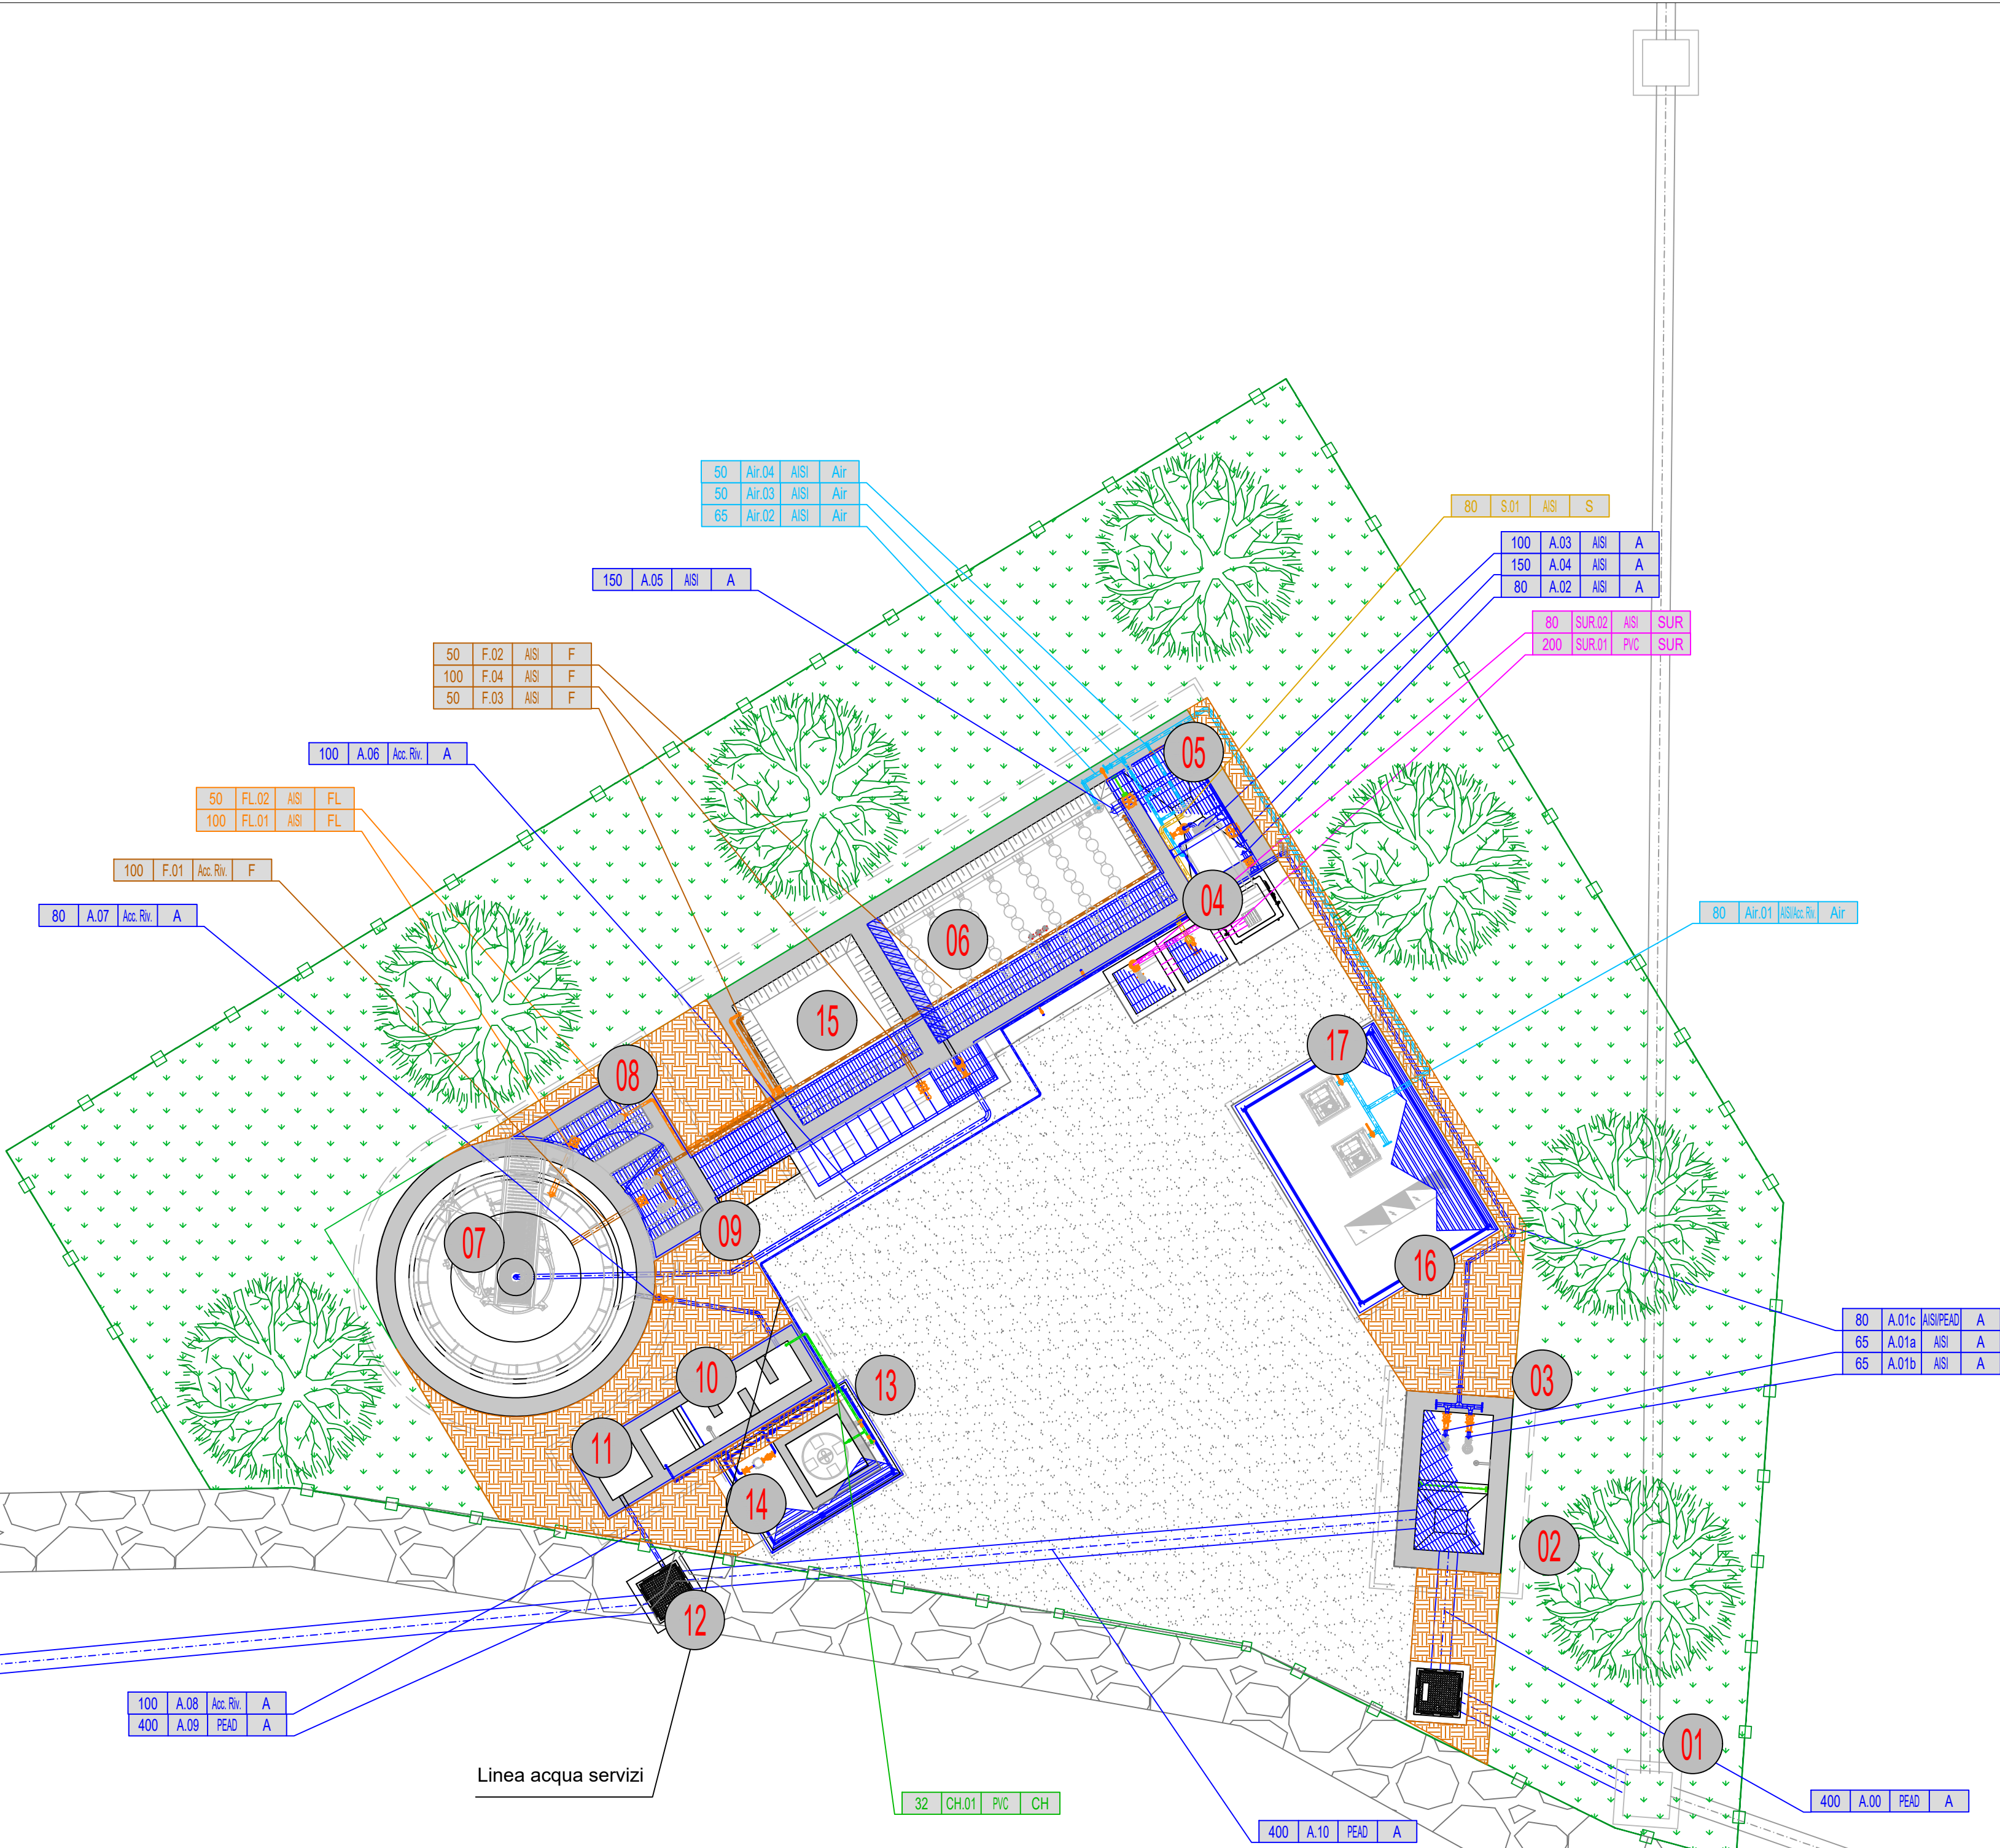 50 Air.04 AISI Air
50 Air.03 AISI Air
65 Air.02 AISI Air
80 S.01 AISI S
100 A.03 AISI A
150 A.04 AISI A
80 A.02 AISI A
150 A.05 AISI A
80 SUR.02 AISI SUR
200 SUR.01 PVC SUR
50 F.02 AISI F
100 F.04 AISI F
50 F.03 AISI F
100 A.06 Acc. Riv. A
05
50 FL.02 AISI FL
100 FL.01 AISI FL
100 F.01 Acc. Riv. F
04
80 A.07 Acc. Riv. A
80 Air.01 AISI/Acc. Riv. Air
06
15
17
08
09
07
16
80 A.01c AISI/PEAD A
65 A.01a AISI A
65 A.01b AISI A
10
13
03
11
14
02
12
100 A.08 Acc. Riv. A
400 A.09 PEAD A
01
Linea acqua servizi
32 CH.01 PVC CH
400 A.00 PEAD A
400 A.10 PEAD A